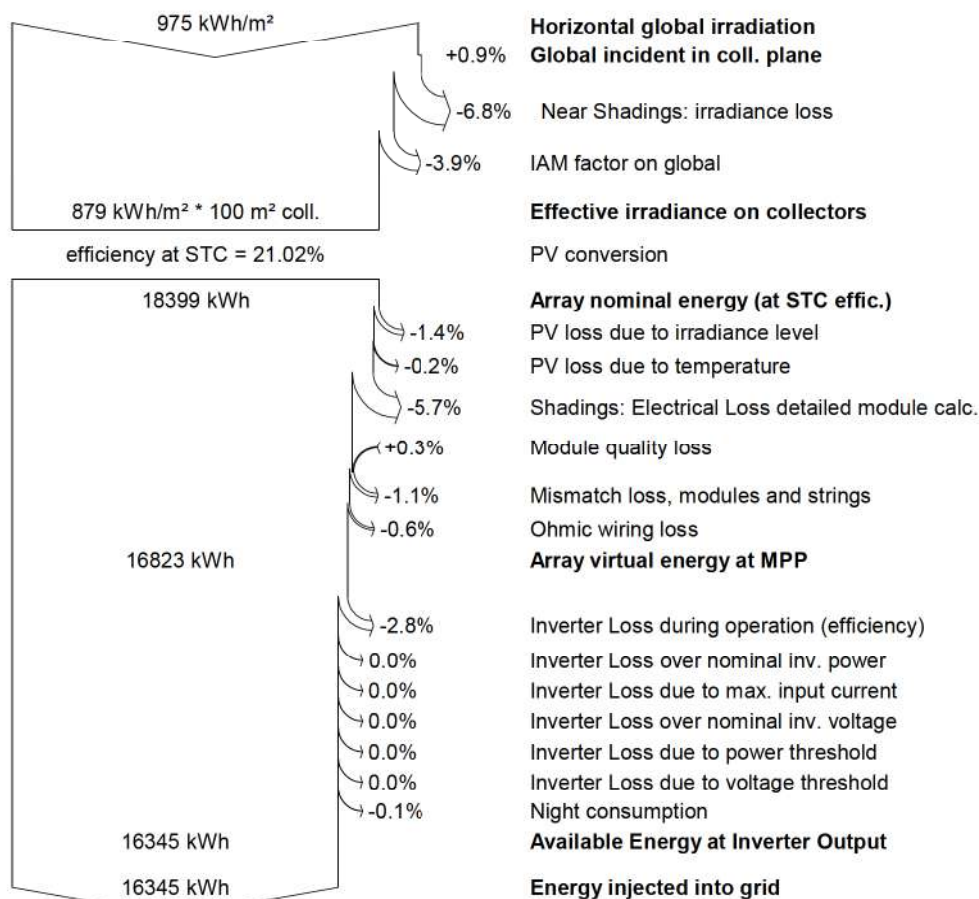 975 kWh/m² Horizontal global irradiation
+0.9% Global incident in coll. plane
-6.8% Near Shadings: irradiance loss
-3.9% IAM factor on global
879 kWh/m² * 100 m² coll. Effective irradiance on collectors
efficiency at STC = 21.02% PV conversion
18399 kWh Array nominal energy (at STC effic.)
-1.4% PV loss due to irradiance level
-0.2% PV loss due to temperature
-5.7% Shadings: Electrical Loss detailed module calc.
+0.3% Module quality loss
-1.1% Mismatch loss, modules and strings
-0.6% Ohmic wiring loss
16823 kWh Array virtual energy at MPP
-2.8% Inverter Loss during operation (efficiency)
0.0% Inverter Loss over nominal inv. power
0.0% Inverter Loss due to max. input current
0.0% Inverter Loss over nominal inv. voltage
0.0% Inverter Loss due to power threshold
0.0% Inverter Loss due to voltage threshold
-0.1% Night consumption
16345 kWh Available Energy at Inverter Output
16345 kWh Energy injected into grid